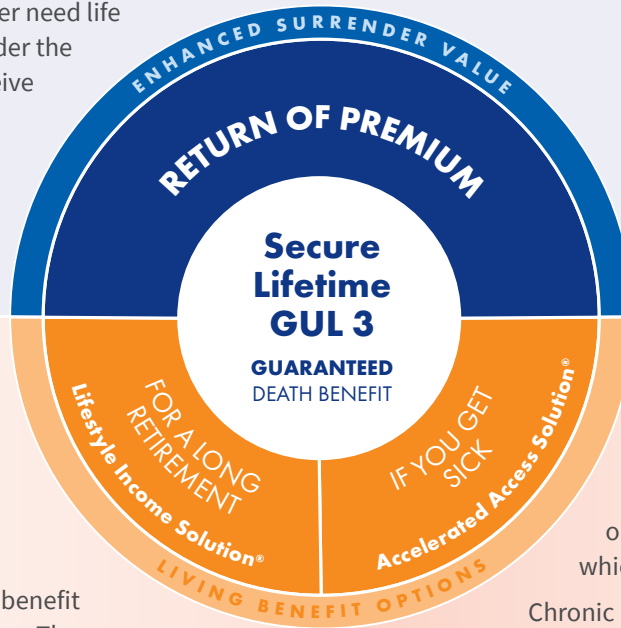 er need life
der the
eive
ENHANCED SURRENDER VALUE
RETURN OF PREMIUM
Secure
Lifetime
GUL 3
GUARANTEED
DEATH BENEFIT
FOR A LONG
RETIREMENT
Lifestyle Income Solution®
IF YOU GET
SICK
Accelerated Access Solution®
LIVING BENEFIT OPTIONS
benefit
o
whic
Chronic